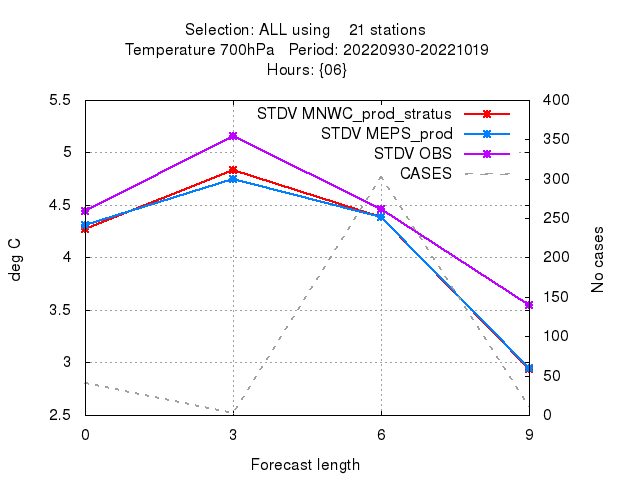 Selection: ALL using 21 stations
Temperature 700hPa Period: 20220930-20221019
Hours: {06}
STDV MNWC_prod_stratus
STDV MEPS_prod
STDV OBS
CASES
5.5
5
4.5
4
3.5
3
2.5
deg C
400
350
300
250
200
150
100
50
0
No cases
0 3 6 9
Forecast length